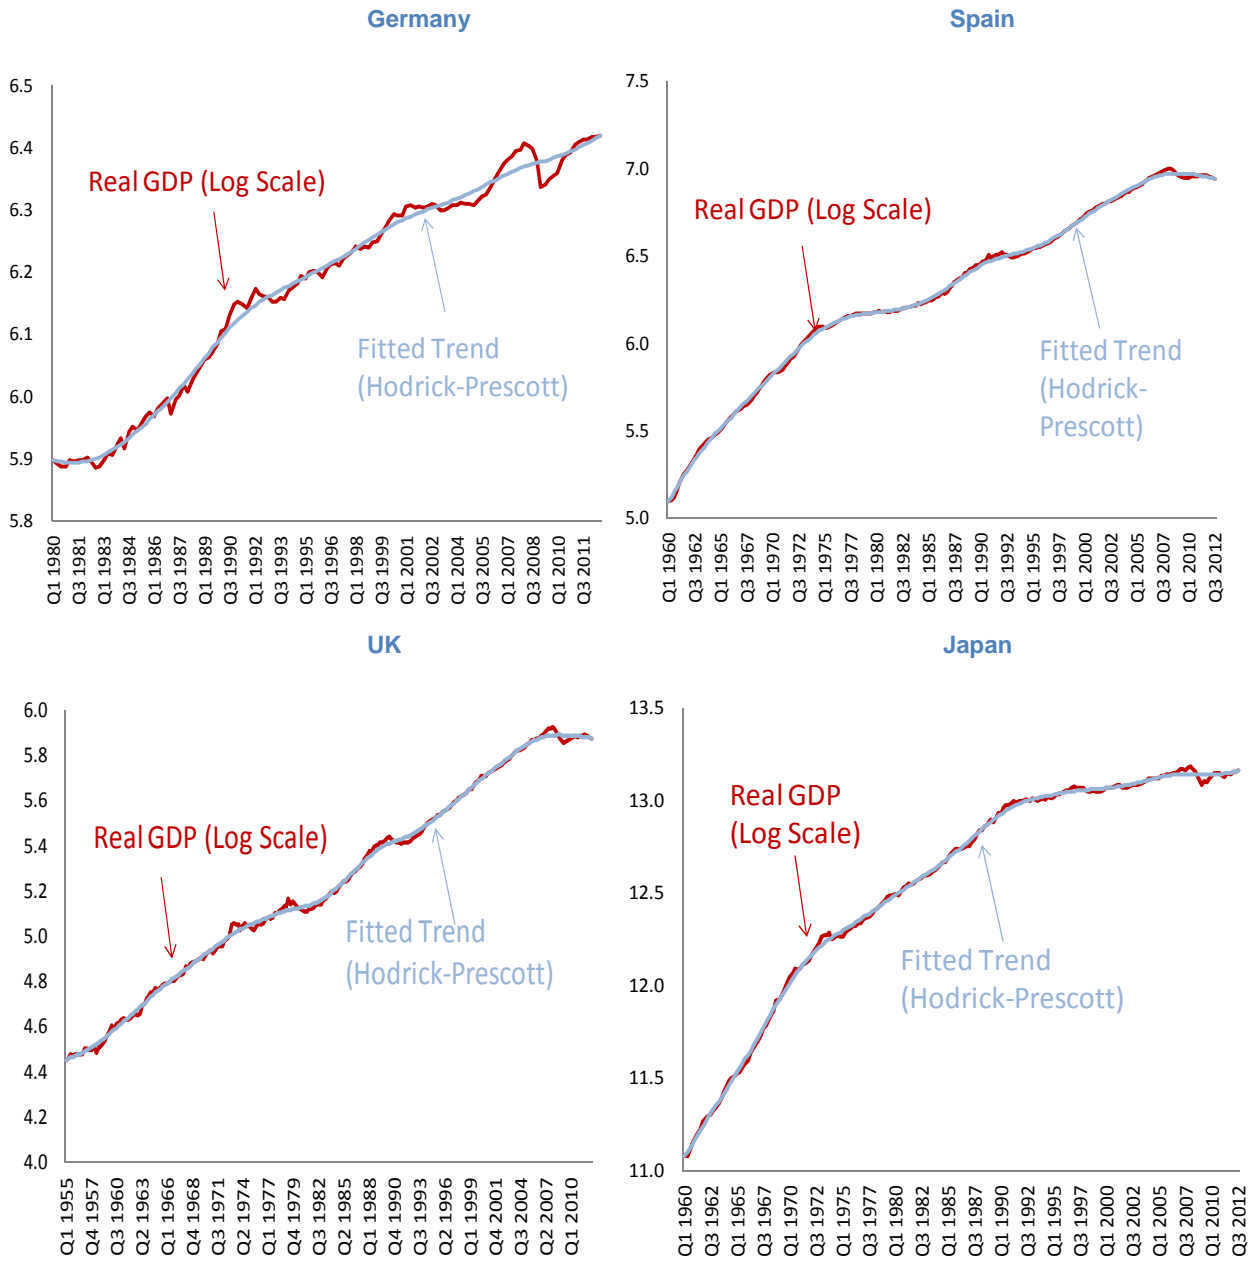 Germany
6.5
6.4
6.3
6.2
6.1
6.0
5.9
5.8
Real GDP (Log Scale)
Fitted Trend
(Hodrick-Prescott)
Q1 1980
Q3 1981
Q1 1983
Q3 1984
Q1 1986
Q3 1987
Q1 1989
Q3 1990
Q1 1992
Q3 1993
Q1 1995
Q3 1996
Q1 1998
Q3 1999
Q1 2001
Q3 2002
Q1 2004
Q3 2005
Q1 2007
Q3 2008
Q1 2010
Q3 2011
Spain
7.5
7.0
6.5
6.0
5.5
5.0
Real GDP (Log Scale)
Fitted Trend
(Hodrick-
Prescott)
Q1 1960
Q3 1962
Q1 1965
Q3 1967
Q1 1970
Q3 1972
Q1 1975
Q3 1977
Q1 1980
Q3 1982
Q1 1985
Q3 1987
Q1 1990
Q3 1992
Q1 1995
Q3 1997
Q1 2000
Q3 2002
Q1 2005
Q3 2007
Q1 2010
Q3 2012
UK
6.0
5.8
5.6
5.4
5.2
5.0
4.8
4.6
4.4
4.2
4.0
Real GDP (Log Scale)
Fitted Trend
(Hodrick-Prescott)
Q1 1955
Q4 1957
Q3 1960
Q2 1963
Q1 1966
Q4 1968
Q3 1971
Q2 1974
Q1 1977
Q4 1979
Q3 1982
Q2 1985
Q1 1988
Q4 1990
Q3 1993
Q2 1996
Q1 1999
Q4 2001
Q3 2004
Q2 2007
Q1 2010
Japan
13.5
13.0
12.5
12.0
11.5
11.0
Real GDP
(Log Scale)
Fitted Trend
(Hodrick-Prescott)
Q1 1960
Q3 1962
Q1 1965
Q3 1967
Q1 1970
Q3 1972
Q1 1975
Q3 1977
Q1 1980
Q3 1982
Q1 1985
Q3 1987
Q1 1990
Q3 1992
Q1 1995
Q3 1997
Q1 2000
Q3 2002
Q1 2005
Q3 2007
Q1 2010
Q3 2012